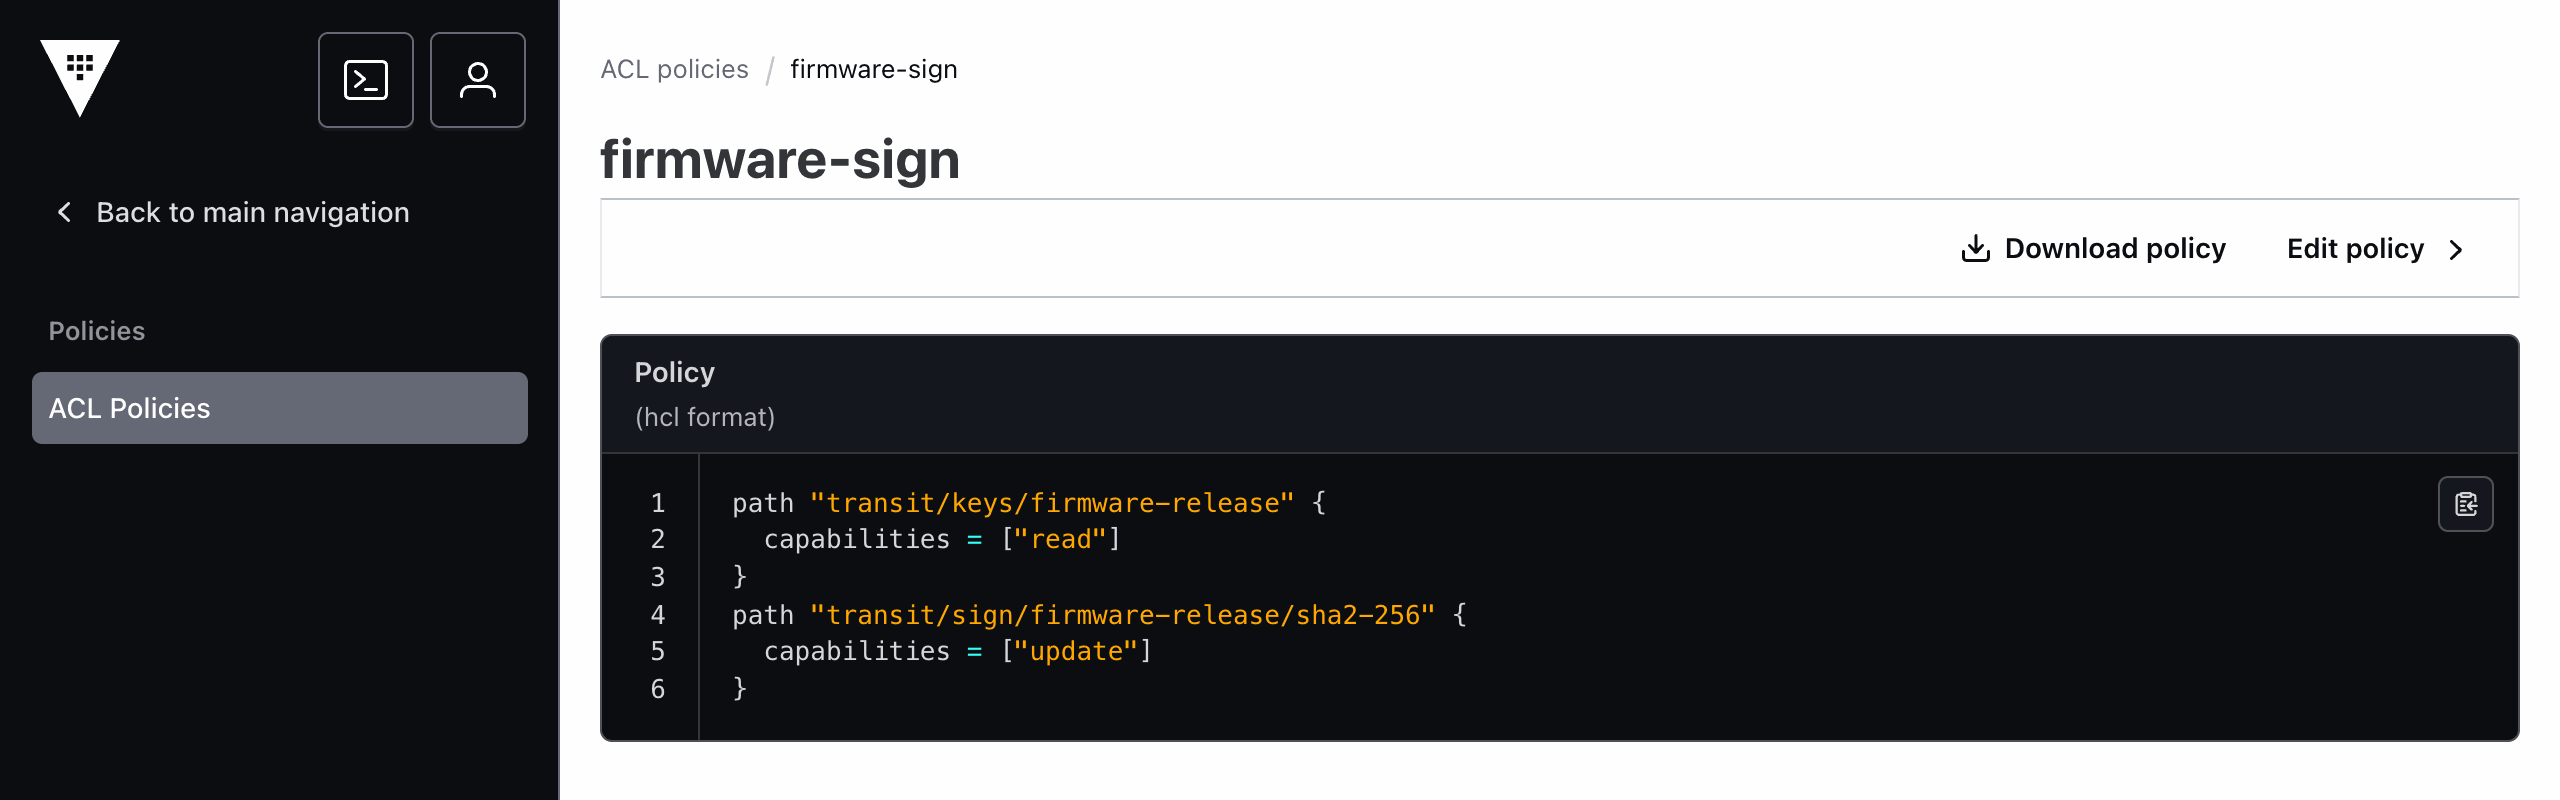 Back to main navigation
Policies
ACL Policies
ACL policies / firmware-sign
firmware-sign
Download policy
Edit policy
Policy
(hcl format)
1 path "transit/keys/firmware-release" {
2   capabilities = ["read"]
3 }
4 path "transit/sign/firmware-release/sha2-256" {
5   capabilities = ["update"]
6 }